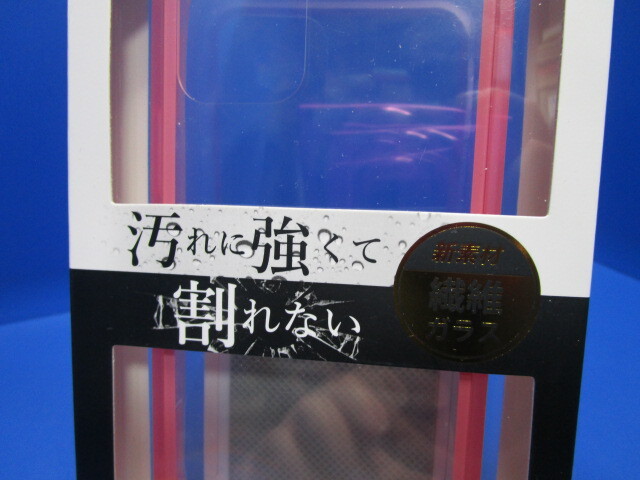 汚れに強くて
割れない
新素材
繊維
ガラス